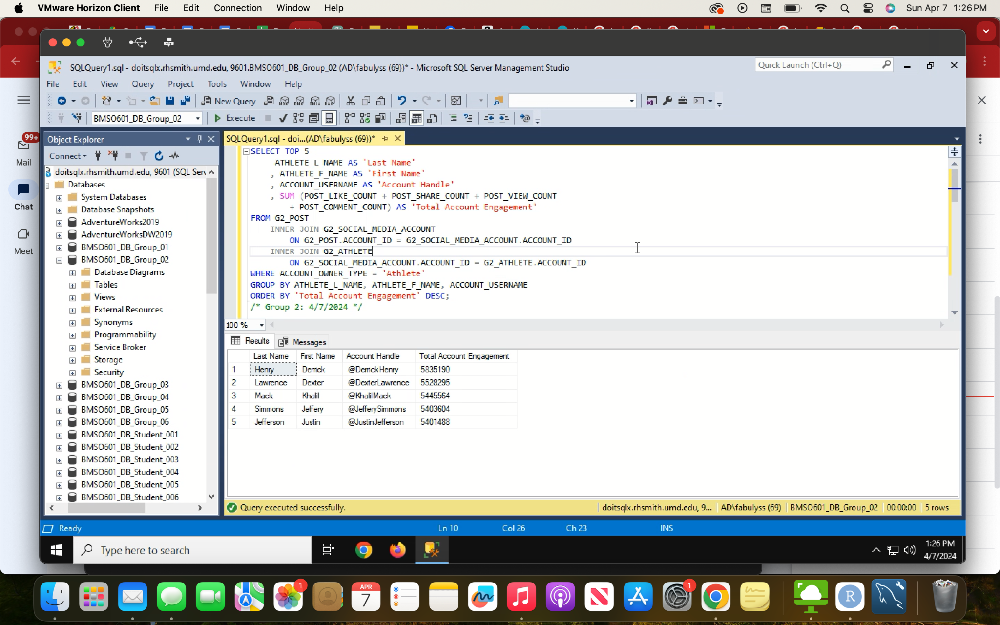 VMware Horizon Client File Edit Connection Window Help
Sun Apr 7 1:26 PM
SQLQuery1.sql - doitsqlx.rhsmith.umd.edu, 9601.BMSO601_DB_Group_02 (AD\fabulyss (69))* - Microsoft SQL Server Management Studio
Quick Launch (Ctrl+Q)
File Edit View Query Project Tools Window Help
New Query
MDX DMX XMLA DAX
BMSO601_DB_Group_02
Execute
99+
Mail
Chat
Meet
Object Explorer
Connect
doitsqlx.rhsmith.umd.edu, 9601 (SQL Ser
Databases
System Databases
Database Snapshots
AdventureWorks2019
AdventureWorksDW2019
BMSO601_DB_Group_01
BMSO601_DB_Group_02
Database Diagrams
Tables
Views
External Resources
Synonyms
Programmability
Service Broker
Storage
Security
BMSO601_DB_Group_03
BMSO601_DB_Group_04
BMSO601_DB_Group_05
BMSO601_DB_Group_06
BMSO601_DB_Student_001
BMSO601_DB_Student_002
BMSO601_DB_Student_003
BMSO601_DB_Student_004
BMSO601_DB_Student_005
BMSO601_DB_Student_006
SQLQuery1.sql - doi...(AD\fabulyss (69))*
SELECT TOP 5
ATHLETE_L_NAME AS 'Last Name'
, ATHLETE_F_NAME AS 'First Name'
, ACCOUNT_USERNAME AS 'Account Handle'
, SUM (POST_LIKE_COUNT + POST_SHARE_COUNT + POST_VIEW_COUNT
+ POST_COMMENT_COUNT) AS 'Total Account Engagement'
FROM G2_POST
INNER JOIN G2_SOCIAL_MEDIA_ACCOUNT
ON G2_POST.ACCOUNT_ID = G2_SOCIAL_MEDIA_ACCOUNT.ACCOUNT_ID
INNER JOIN G2_ATHLETE
ON G2_SOCIAL_MEDIA_ACCOUNT.ACCOUNT_ID = G2_ATHLETE.ACCOUNT_ID
WHERE ACCOUNT_OWNER_TYPE = 'Athlete'
GROUP BY ATHLETE_L_NAME, ATHLETE_F_NAME, ACCOUNT_USERNAME
ORDER BY 'Total Account Engagement' DESC;
/* Group 2: 4/7/2024 */
100 %
Results Messages
Last Name First Name Account Handle Total Account Engagement
1 Henry Derrick @DerrickHenry 5835190
2 Lawrence Dexter @DexterLawrence 5528295
3 Mack Khalil @KhalilMack 5445564
4 Simmons Jeffery @JefferySimmons 5403604
5 Jefferson Justin @JustinJefferson 5401488
Query executed successfully.
doitsqlx.rhsmith.umd.edu, 9... AD\fabulyss (69) BMSO601_DB_Group_02 00:00:00 5 rows
Ready Ln 10 Col 26 Ch 23 INS
Type here to search
1:26 PM
4/7/2024
1
APR
7
1
R